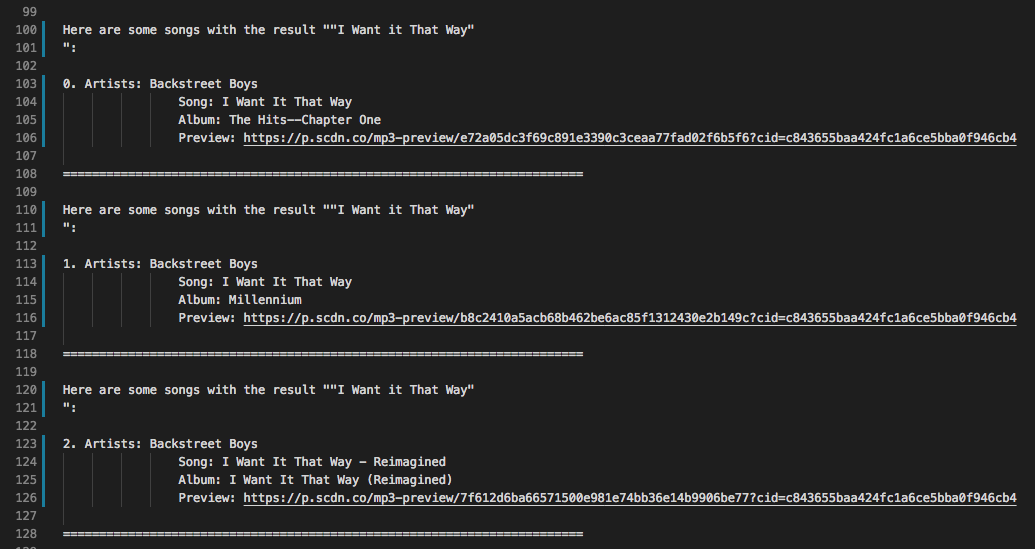 99
100 Here are some songs with the result ""I Want it That Way"
101 ":
102
103 0. Artists: Backstreet Boys
104 Song: I Want It That Way
105 Album: The Hits--Chapter One
106 Preview: https://p.scdn.co/mp3-preview/e72a05dc3f69c891e3390c3ceaa77fad02f6b5f6?cid=c843655baa424fc1a6ce5bba0f946cb4
107
108 ========================================================================
109
110 Here are some songs with the result ""I Want it That Way"
111 ":
112
113 1. Artists: Backstreet Boys
114 Song: I Want It That Way
115 Album: Millennium
116 Preview: https://p.scdn.co/mp3-preview/b8c2410a5acb68b462be6ac85f1312430e2b149c?cid=c843655baa424fc1a6ce5bba0f946cb4
117
118 ========================================================================
119
120 Here are some songs with the result ""I Want it That Way"
121 ":
122
123 2. Artists: Backstreet Boys
124 Song: I Want It That Way - Reimagined
125 Album: I Want It That Way (Reimagined)
126 Preview: https://p.scdn.co/mp3-preview/7f612d6ba66571500e981e74bb36e14b9906be77?cid=c843655baa424fc1a6ce5bba0f946cb4
127
128 ========================================================================